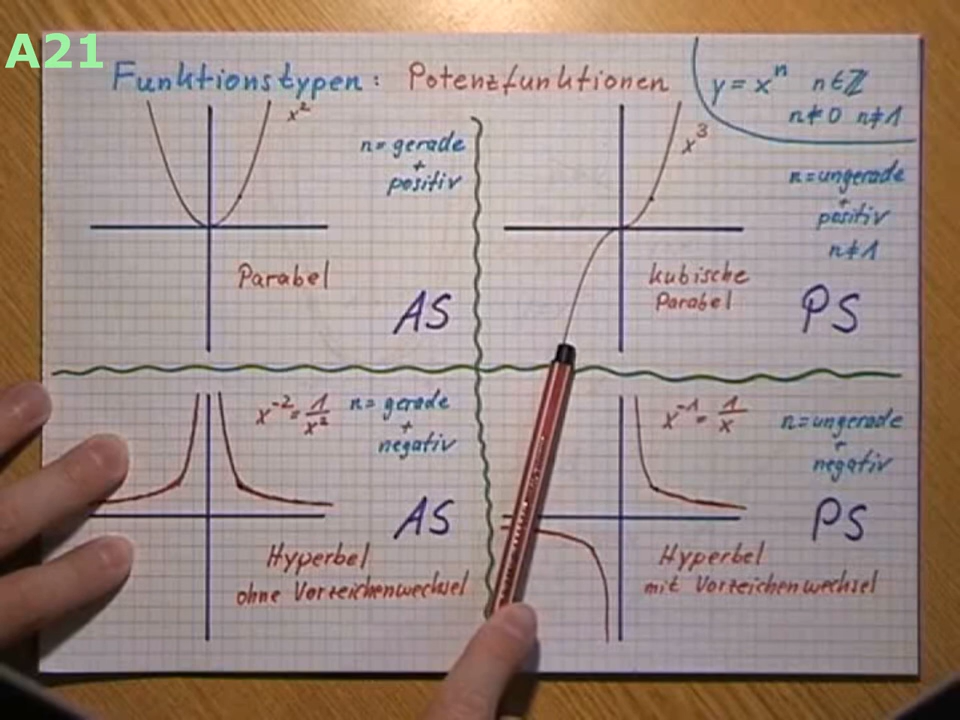 A21
Funktionstypen: Potenzfunktionen
y = xⁿ n ∈ ℤ
n ≠ 0 n ≠ 1
x²
n = gerade
+
positiv
Parabel
AS
x³
n = ungerade
+
positiv
n ≠ 1
kubische
Parabel
PS
x⁻² = 1/x²
n = gerade
+
negativ
AS
Hyperbel
ohne Vorzeichenwechsel
x⁻¹ = 1/x
n = ungerade
+
negativ
PS
Hyperbel
mit Vorzeichenwechsel